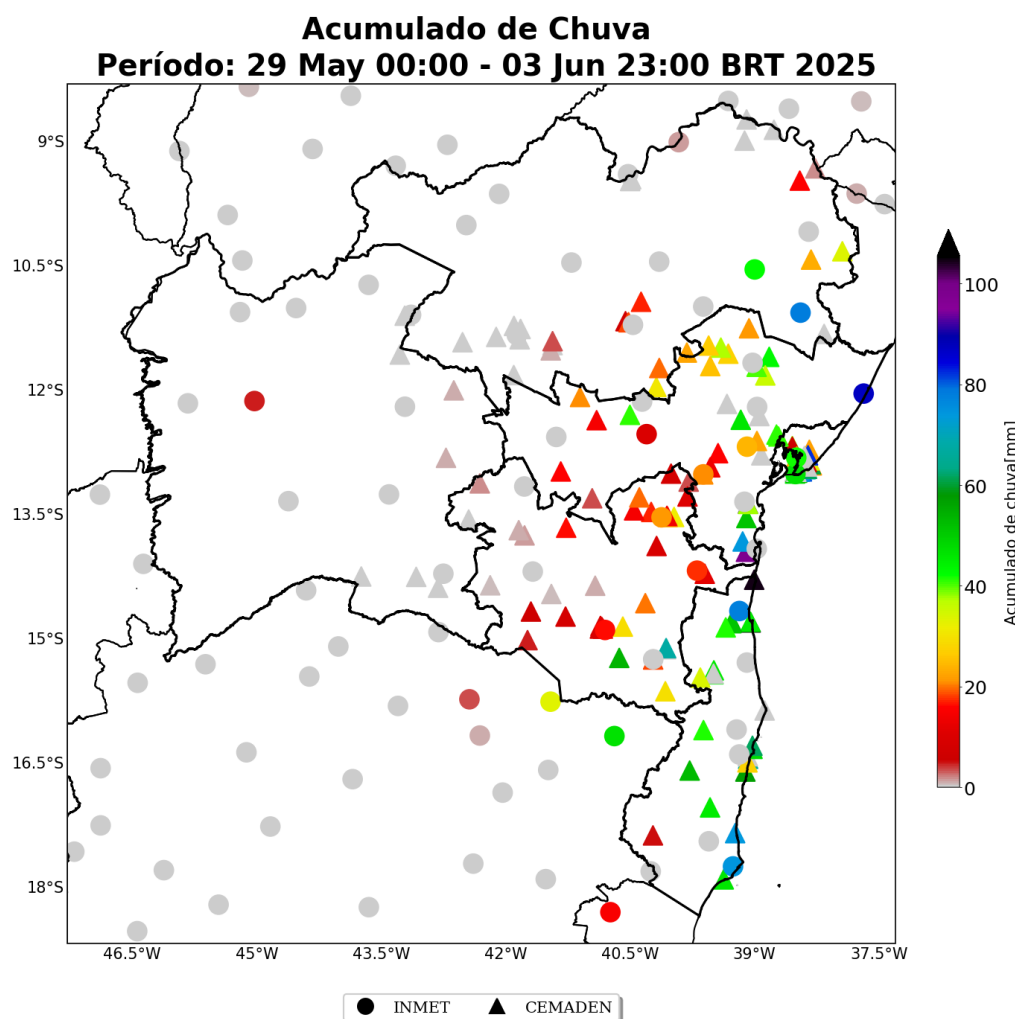 Acumulado de Chuva
Período: 29 May 00:00 - 03 Jun 23:00 BRT 2025
9°S
10.5°S
12°S
13.5°S
15°S
16.5°S
18°S
46.5°W
45°W
43.5°W
42°W
40.5°W
39°W
37.5°W
100
80
60
40
20
0
Acumulado de chuva[mm]
INMET
CEMADEN